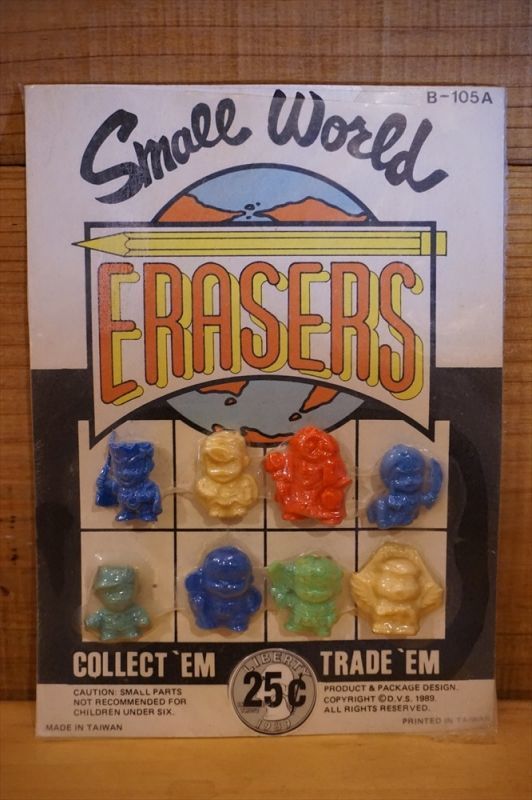 B-105A
Small World
ERASERS
COLLECT 'EM
TRADE 'EM
LIBERTY
25¢
1989
CAUTION: SMALL PARTS
NOT RECOMMENDED FOR
CHILDREN UNDER SIX.
PRODUCT & PACKAGE DESIGN.
COPYRIGHT © D.V.S. 1989.
ALL RIGHTS RESERVED.
MADE IN TAIWAN
PRINTED IN TAIWAN